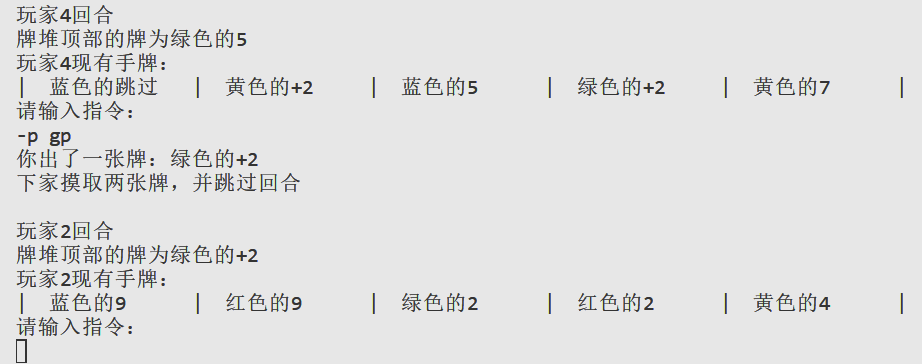 玩家4回合
牌堆顶部的牌为绿色的5
玩家4现有手牌：
| 蓝色的跳过 | 黄色的+2 | 蓝色的5 | 绿色的+2 | 黄色的7 |
请输入指令：
-p gp
你出了一张牌：绿色的+2
下家摸取两张牌，并跳过回合
玩家2回合
牌堆顶部的牌为绿色的+2
玩家2现有手牌：
| 蓝色的9 | 红色的9 | 绿色的2 | 红色的2 | 黄色的4 |
请输入指令：